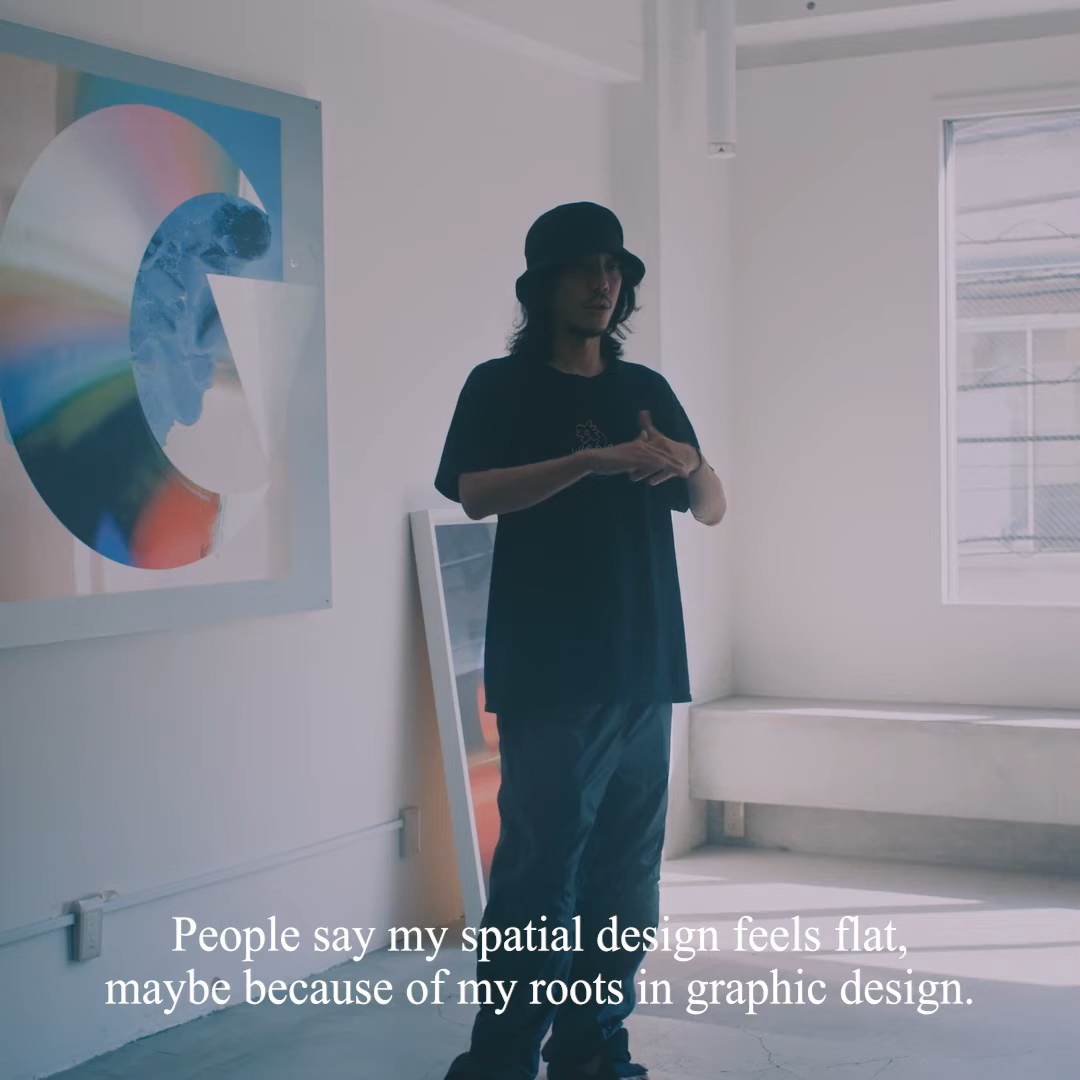 People say my spatial design feels flat,
maybe because of my roots in graphic design.